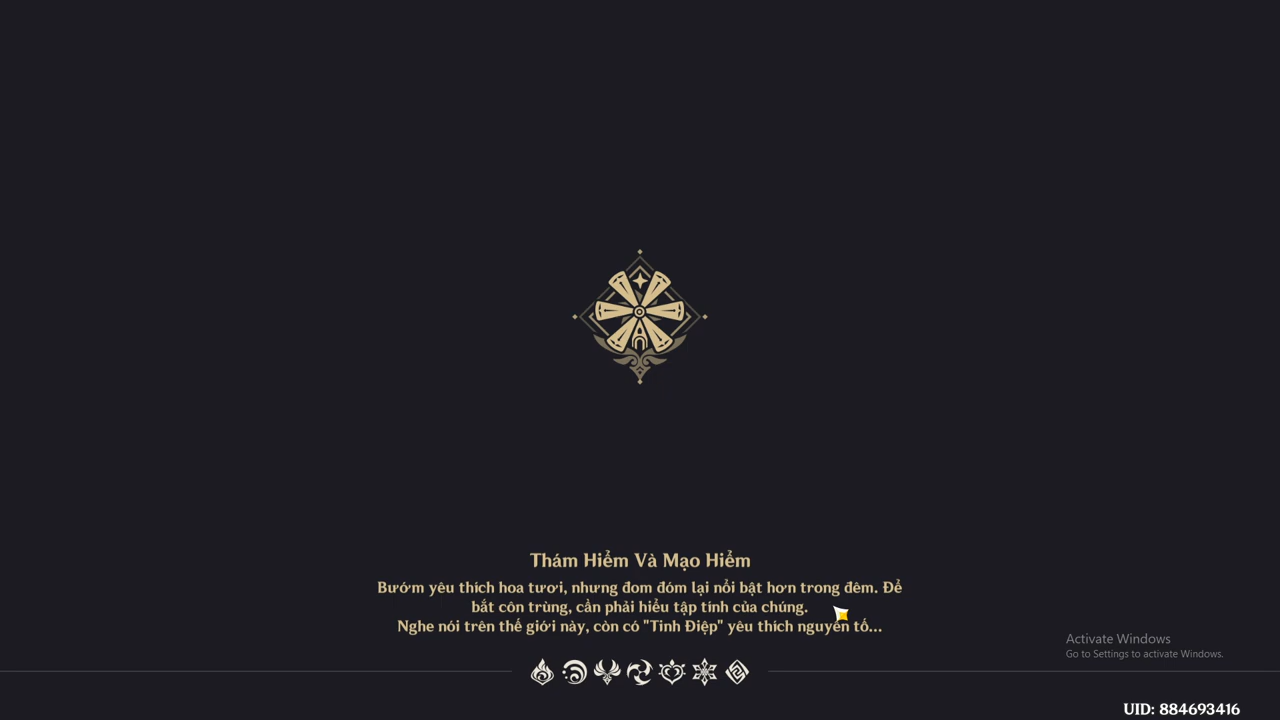 Thám Hiểm Và Mạo Hiểm
Bướm yêu thích hoa tươi, nhưng đom đóm lại nổi bật hơn trong đêm. Để
bắt côn trùng, cần phải hiểu tập tính của chúng.
Nghe nói trên thế giới này, còn có "Tinh Điệp" yêu thích nguyên tố...
Activate Windows
Go to Settings to activate Windows.
UID: 884693416